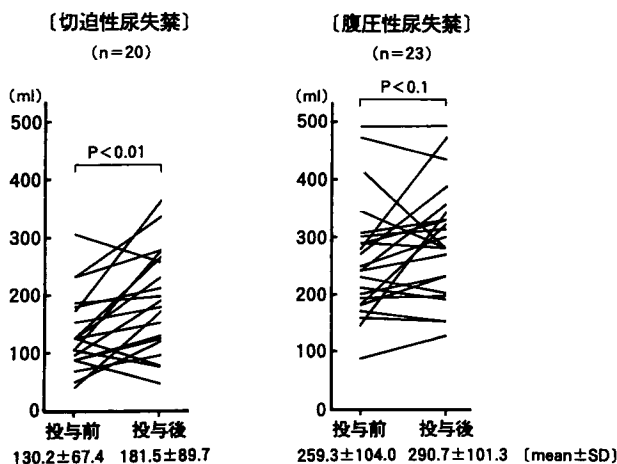 〔切迫性尿失禁〕
(n=20)
(ml)
500
400
300
200
100
0
P<0.01
投与前 投与後
130.2±67.4 181.5±89.7
〔腹圧性尿失禁〕
(n=23)
(ml)
500
400
300
200
100
0
P<0.1
投与前 投与後
259.3±104.0 290.7±101.3 〔mean±SD〕